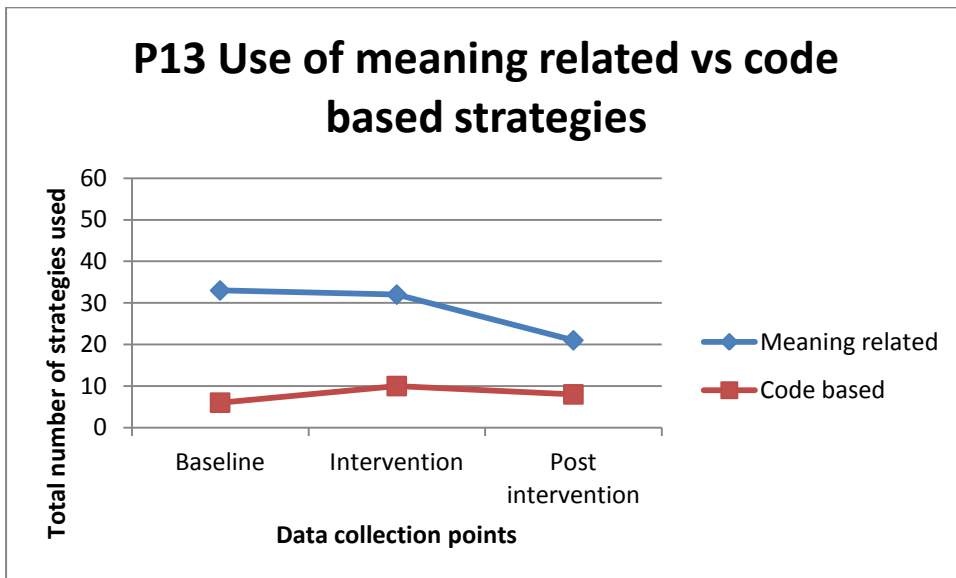 P13 Use of meaning related vs code
based strategies
Total number of strategies used
60
50
40
30
20
10
0
Baseline
Intervention
Post
intervention
Data collection points
Meaning related
Code based